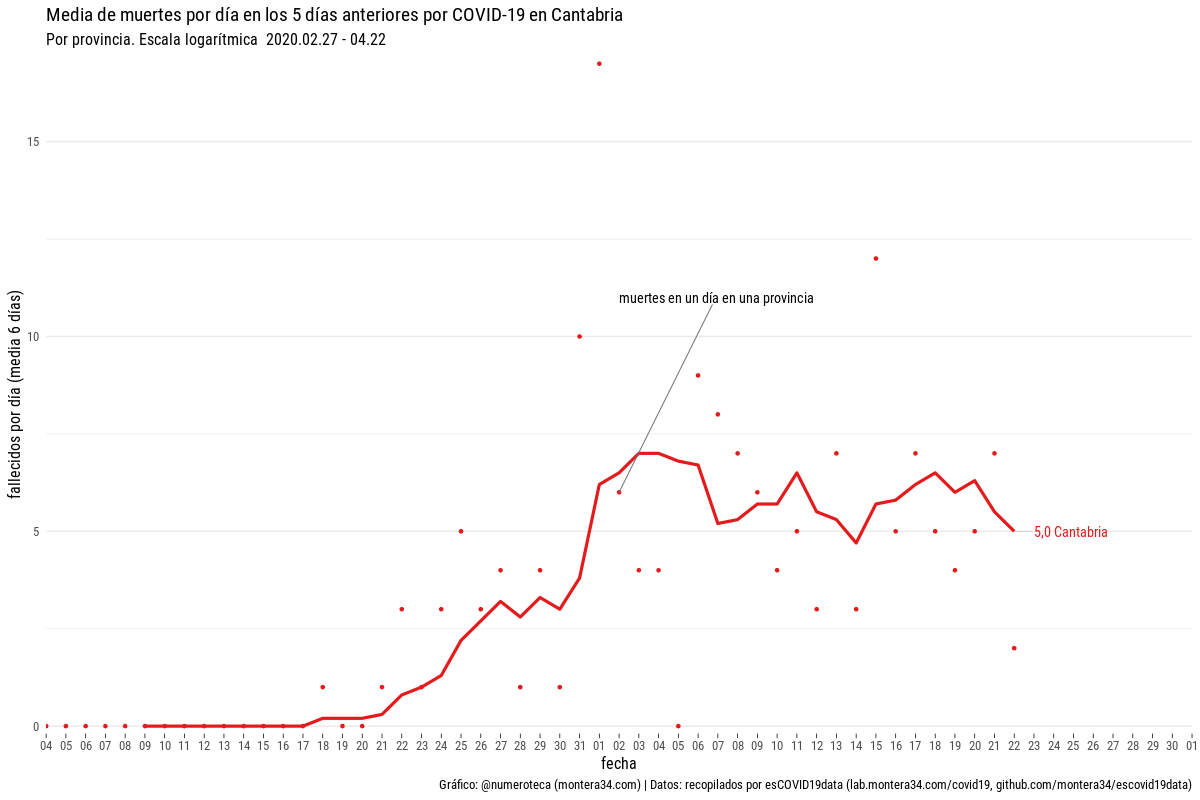 Media de muertes por día en los 5 días anteriores por COVID-19 en Cantabria
Por provincia. Escala logarítmica 2020.02.27 - 04.22
fallecidos por día (media 6 días)
15
10
5
0
muertes en un día en una provincia
5,0 Cantabria
04 05 06 07 08 09 10 11 12 13 14 15 16 17 18 19 20 21 22 23 24 25 26 27 28 29 30 31 01 02 03 04 05 06 07 08 09 10 11 12 13 14 15 16 17 18 19 20 21 22 23 24 25 26 27 28 29 30 01
fecha
Gráfico: @numeroteca (montera34.com) | Datos: recopilados por esCOVID19data (lab.montera34.com/covid19, github.com/montera34/escovid19data)